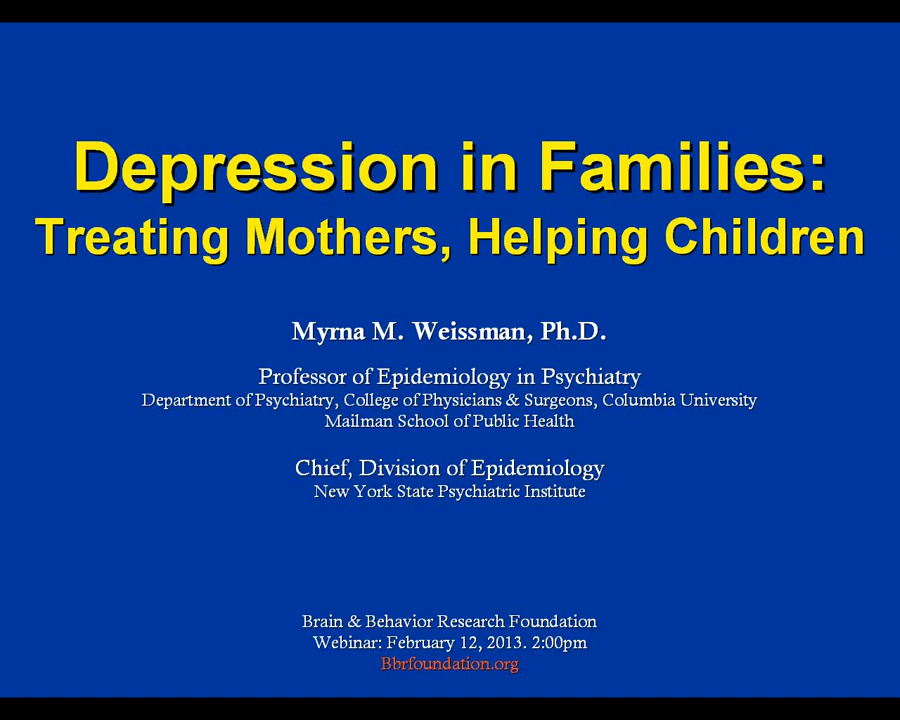 Depression in Families:
Treating Mothers, Helping Children
Myrna M. Weissman, Ph.D.
Professor of Epidemiology in Psychiatry
Department of Psychiatry, College of Physicians & Surgeons, Columbia University
Mailman School of Public Health
Chief, Division of Epidemiology
New York State Psychiatric Institute
Brain & Behavior Research Foundation
Webinar: February 12, 2013. 2:00pm
Bbrfoundation.org